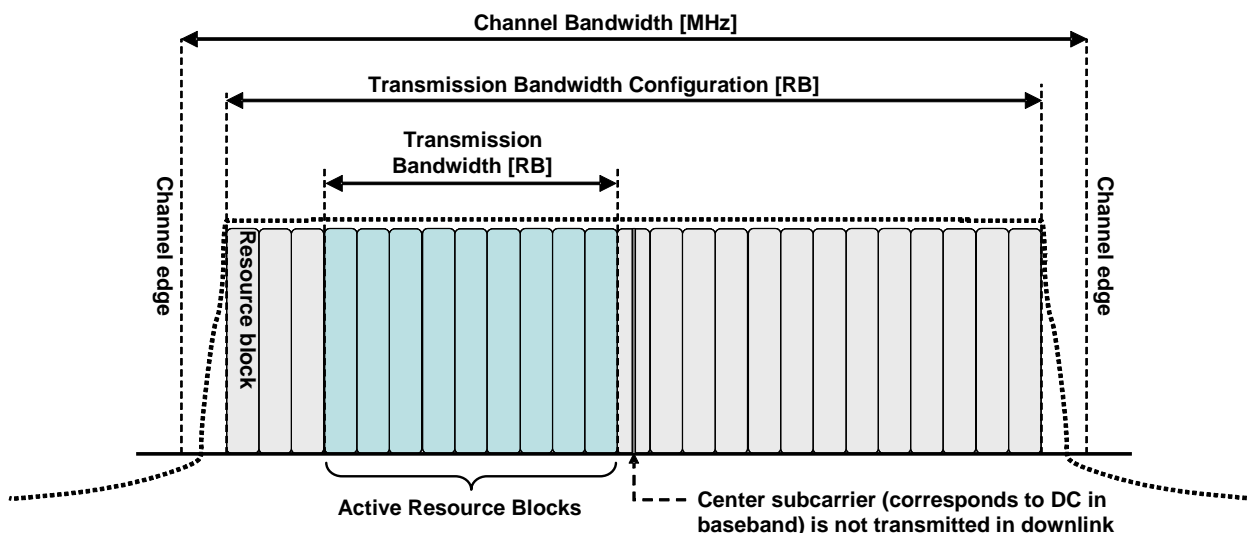 Channel Bandwidth [MHz]
Transmission Bandwidth Configuration [RB]
Transmission
Bandwidth [RB]
Channel edge
Resource block
Channel edge
Active Resource Blocks
Center subcarrier (corresponds to DC in
baseband) is not transmitted in downlink